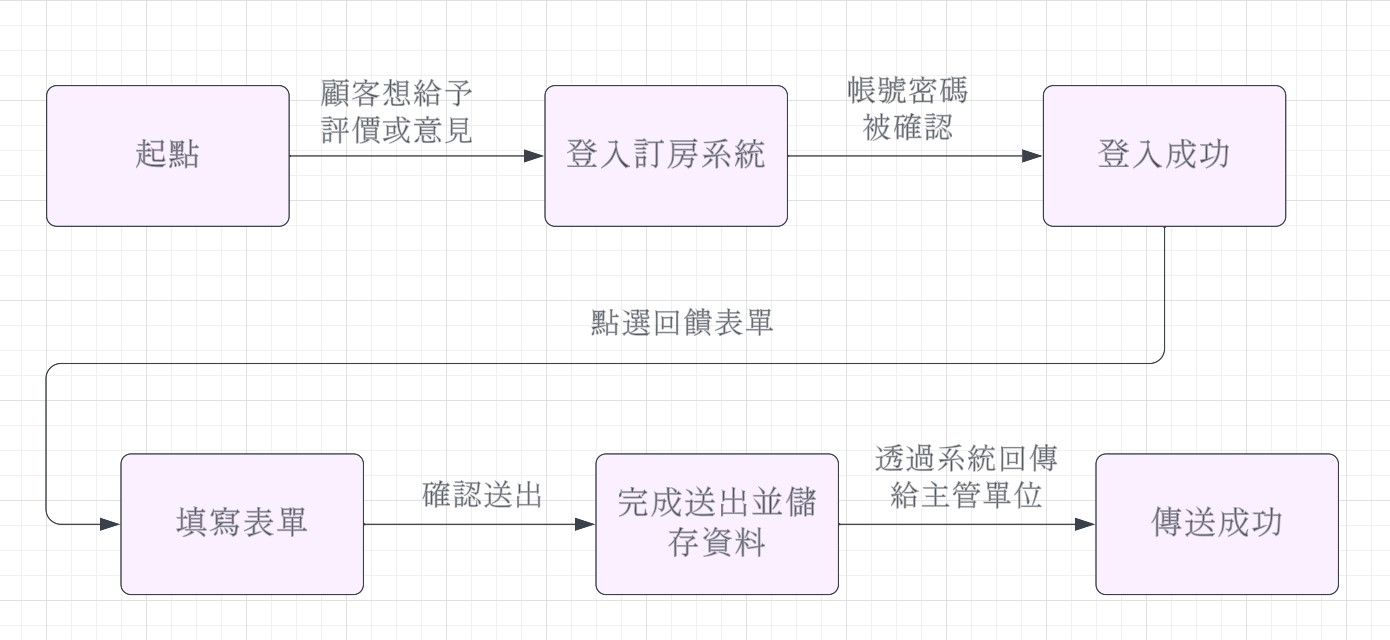 顧客想給予
評價或意見
帳號密碼
被確認
起點
登入訂房系統
登入成功
點選回饋表單
透過系統回傳
給主管單位
確認送出
填寫表單
完成送出並儲
存資料
傳送成功